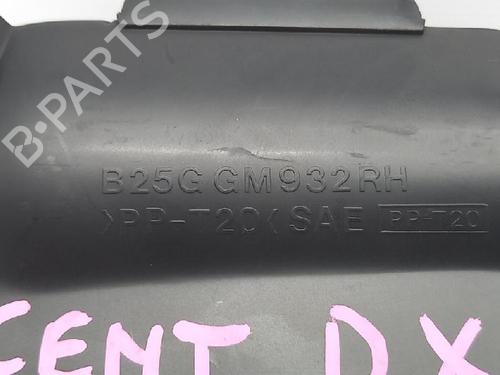 B-PARTS
B25G GM932RH
>PP-T20< SAE PP-T20
CENT DX